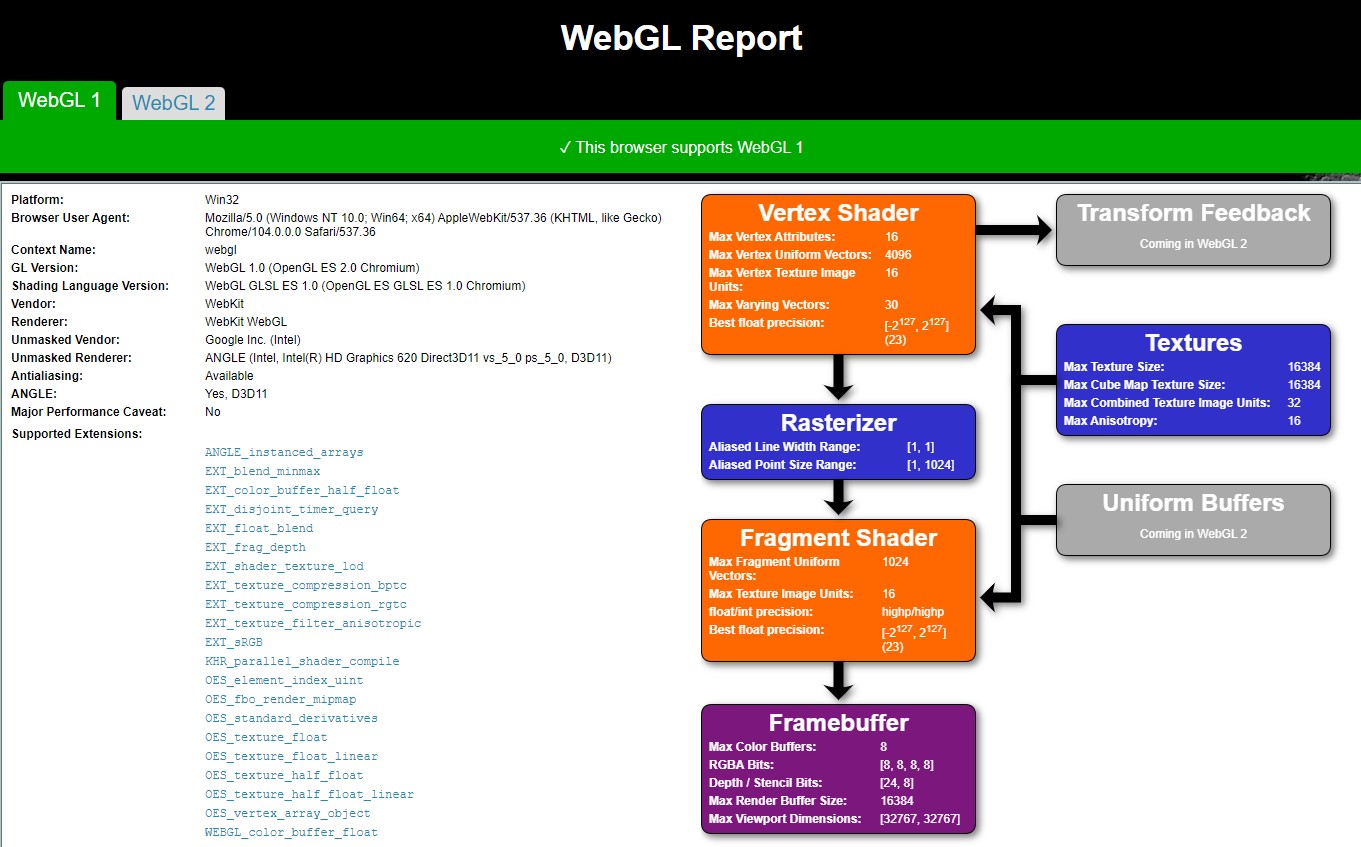 WebGL Report
WebGL 1
WebGL 2
✓ This browser supports WebGL 1
Platform: Win32
Browser User Agent: Mozilla/5.0 (Windows NT 10.0; Win64; x64) AppleWebKit/537.36 (KHTML, like Gecko)
Chrome/104.0.0.0 Safari/537.36
Context Name: webgl
GL Version: WebGL 1.0 (OpenGL ES 2.0 Chromium)
Shading Language Version: WebGL GLSL ES 1.0 (OpenGL ES GLSL ES 1.0 Chromium)
Vendor: WebKit
Renderer: WebKit WebGL
Unmasked Vendor: Google Inc. (Intel)
Unmasked Renderer: ANGLE (Intel, Intel(R) HD Graphics 620 Direct3D11 vs_5_0 ps_5_0, D3D11)
Antialiasing: Available
ANGLE: Yes, D3D11
Major Performance Caveat: No
Supported Extensions:
ANGLE_instanced_arrays
EXT_blend_minmax
EXT_color_buffer_half_float
EXT_disjoint_timer_query
EXT_float_blend
EXT_frag_depth
EXT_shader_texture_lod
EXT_texture_compression_bptc
EXT_texture_compression_rgtc
EXT_texture_filter_anisotropic
EXT_sRGB
KHR_parallel_shader_compile
OES_element_index_uint
OES_fbo_render_mipmap
OES_standard_derivatives
OES_texture_float
OES_texture_float_linear
OES_texture_half_float
OES_texture_half_float_linear
OES_vertex_array_object
WEBGL_color_buffer_float
Vertex Shader
Max Vertex Attributes: 16
Max Vertex Uniform Vectors: 4096
Max Vertex Texture Image 16
Units:
Max Varying Vectors: 30
Best float precision: [-2¹²⁷, 2¹²⁷]
(23)
Transform Feedback
Coming in WebGL 2
Textures
Max Texture Size: 16384
Max Cube Map Texture Size: 16384
Max Combined Texture Image Units: 32
Max Anisotropy: 16
Rasterizer
Aliased Line Width Range: [1, 1]
Aliased Point Size Range: [1, 1024]
Uniform Buffers
Coming in WebGL 2
Fragment Shader
Max Fragment Uniform 1024
Vectors:
Max Texture Image Units: 16
float/int precision: highp/highp
Best float precision: [-2¹²⁷, 2¹²⁷]
(23)
Framebuffer
Max Color Buffers: 8
RGBA Bits: [8, 8, 8, 8]
Depth / Stencil Bits: [24, 8]
Max Render Buffer Size: 16384
Max Viewport Dimensions: [32767, 32767]